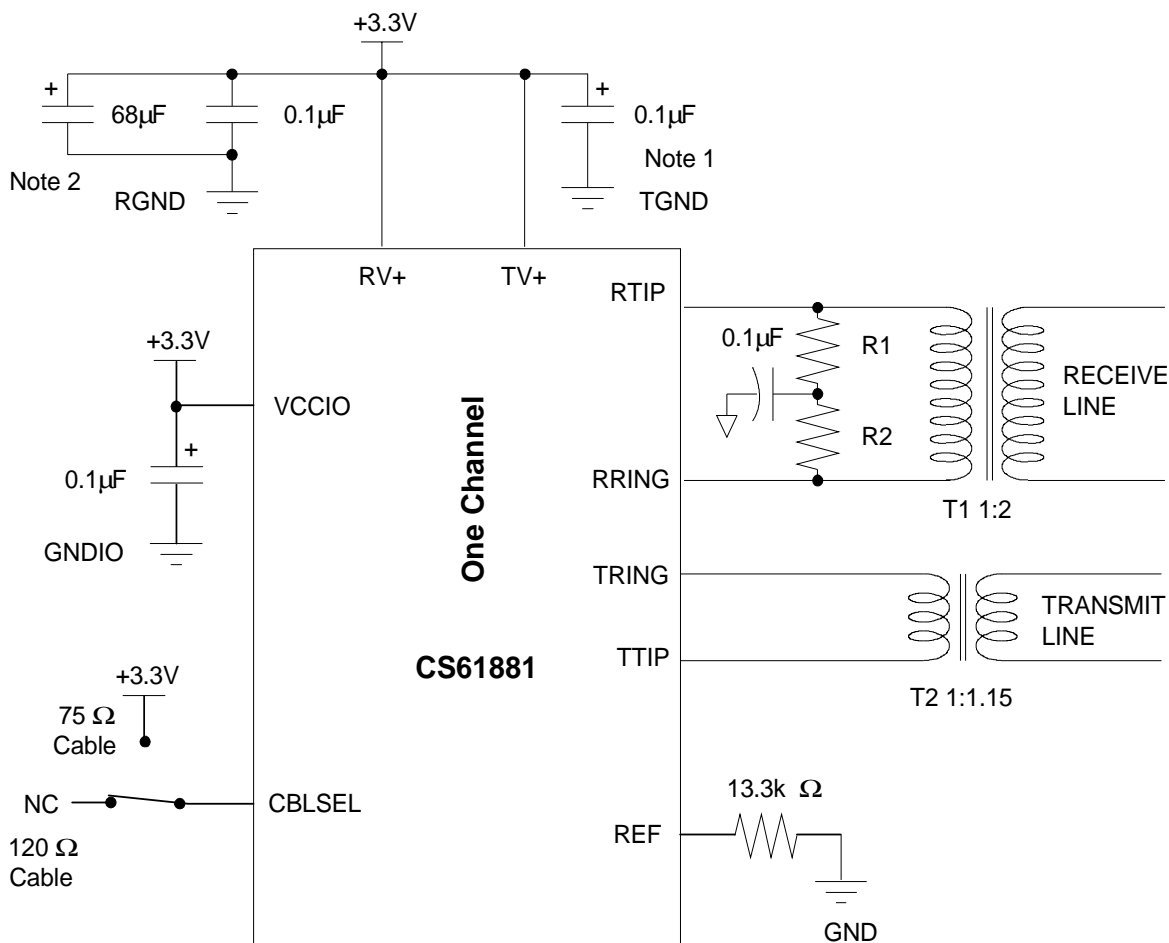 +3.3V
+
68µF
0.1µF
+
0.1µF
Note 1
Note 2
RGND
TGND
RV+
TV+
RTIP
+3.3V
0.1µF
R1
RECEIVE
LINE
VCCIO
R2
+
0.1µF
RRING
One Channel
T1 1:2
GNDIO
TRING
TRANSMIT
LINE
TTIP
CS61881
+3.3V
T2 1:1.15
75 Ω
Cable
NC
CBLSEL
13.3k Ω
REF
120 Ω
Cable
GND